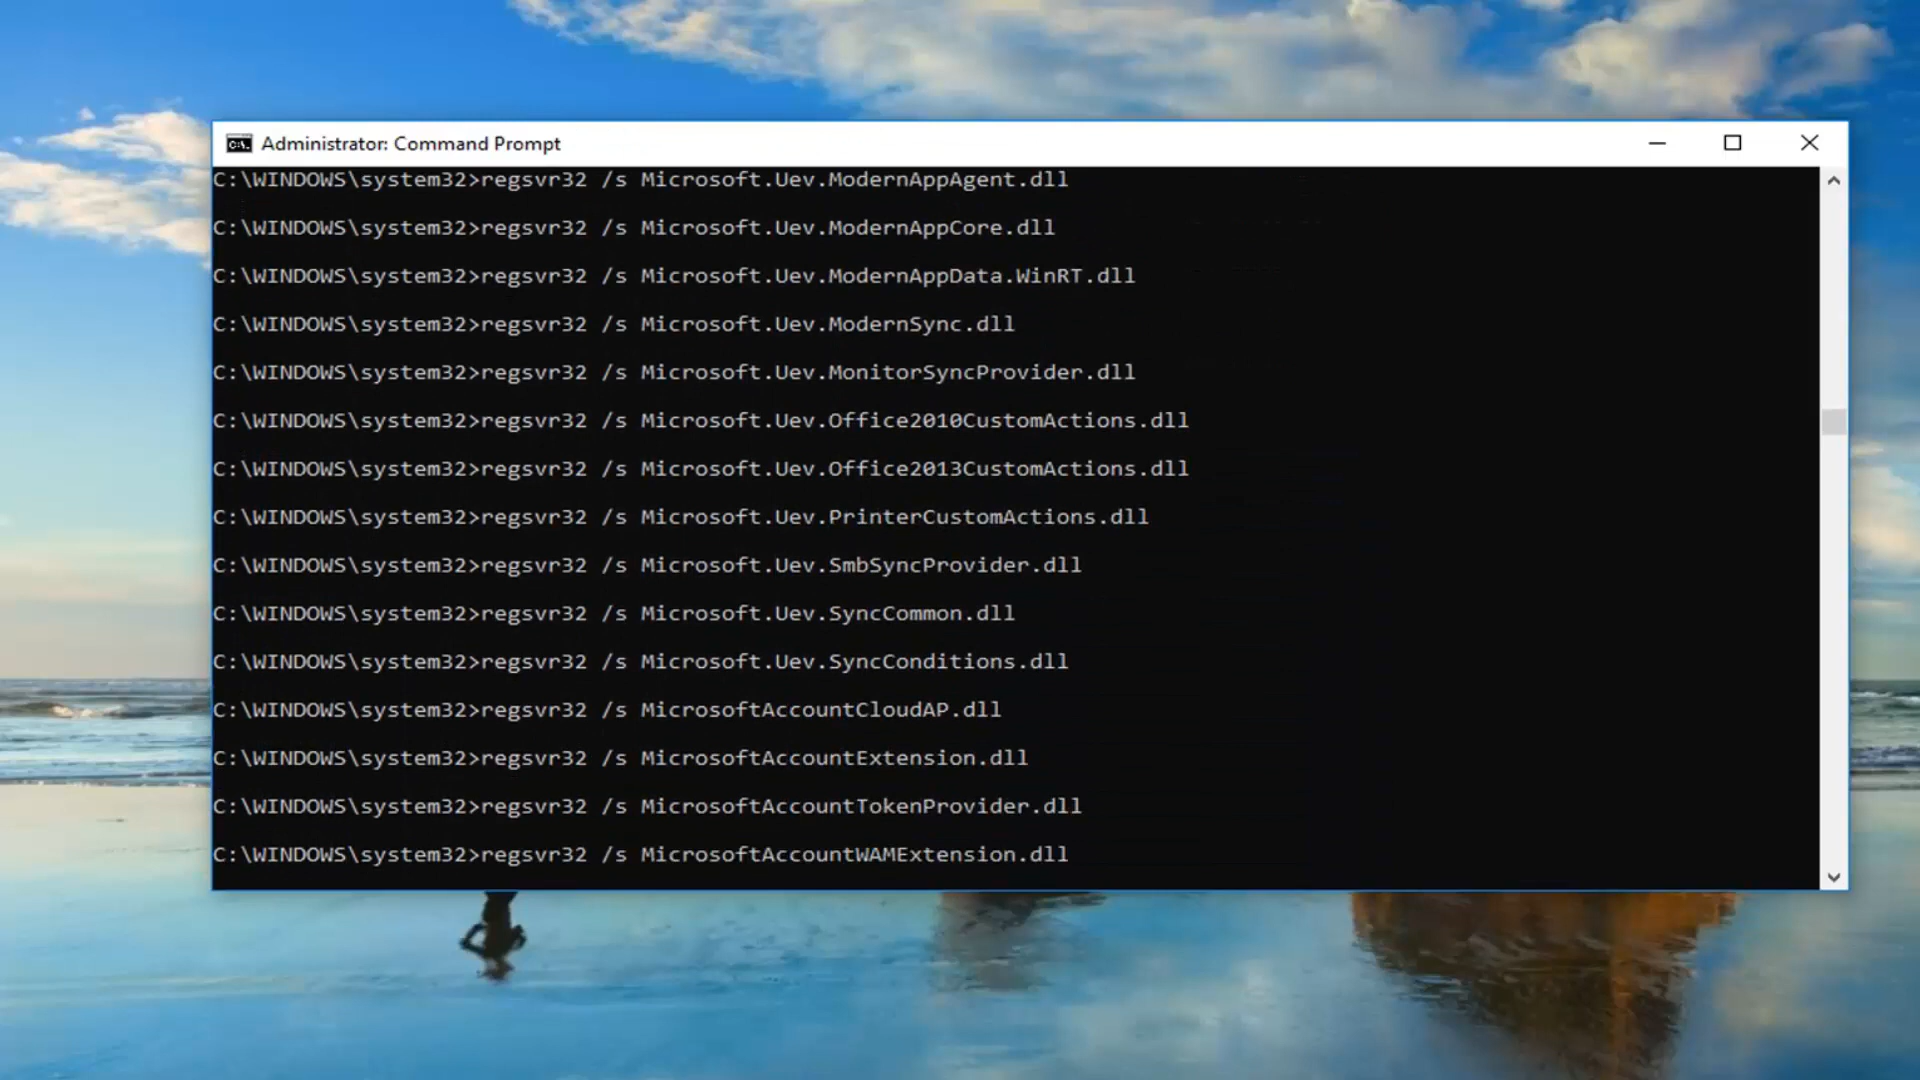 Administrator: Command Prompt
C:\WINDOWS\system32>regsvr32 /s Microsoft.Uev.ModernAppAgent.dll
C:\WINDOWS\system32>regsvr32 /s Microsoft.Uev.ModernAppCore.dll
C:\WINDOWS\system32>regsvr32 /s Microsoft.Uev.ModernAppData.WinRT.dll
C:\WINDOWS\system32>regsvr32 /s Microsoft.Uev.ModernSync.dll
C:\WINDOWS\system32>regsvr32 /s Microsoft.Uev.MonitorSyncProvider.dll
C:\WINDOWS\system32>regsvr32 /s Microsoft.Uev.Office2010CustomActions.dll
C:\WINDOWS\system32>regsvr32 /s Microsoft.Uev.Office2013CustomActions.dll
C:\WINDOWS\system32>regsvr32 /s Microsoft.Uev.PrinterCustomActions.dll
C:\WINDOWS\system32>regsvr32 /s Microsoft.Uev.SmbSyncProvider.dll
C:\WINDOWS\system32>regsvr32 /s Microsoft.Uev.SyncCommon.dll
C:\WINDOWS\system32>regsvr32 /s Microsoft.Uev.SyncConditions.dll
C:\WINDOWS\system32>regsvr32 /s MicrosoftAccountCloudAP.dll
C:\WINDOWS\system32>regsvr32 /s MicrosoftAccountExtension.dll
C:\WINDOWS\system32>regsvr32 /s MicrosoftAccountTokenProvider.dll
C:\WINDOWS\system32>regsvr32 /s MicrosoftAccountWAMExtension.dll